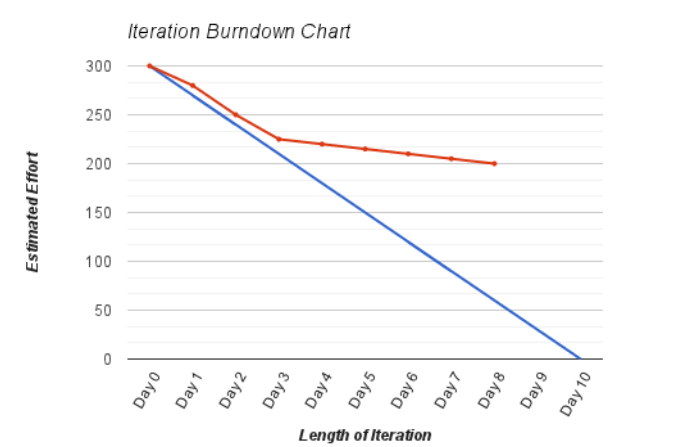 Iteration Burndown Chart
300
250
200
150
100
50
0
Estimated Effort
Day 0
Day 1
Day 2
Day 3
Day 4
Day 5
Day 6
Day 7
Day 8
Day 9
Day 10
Length of Iteration